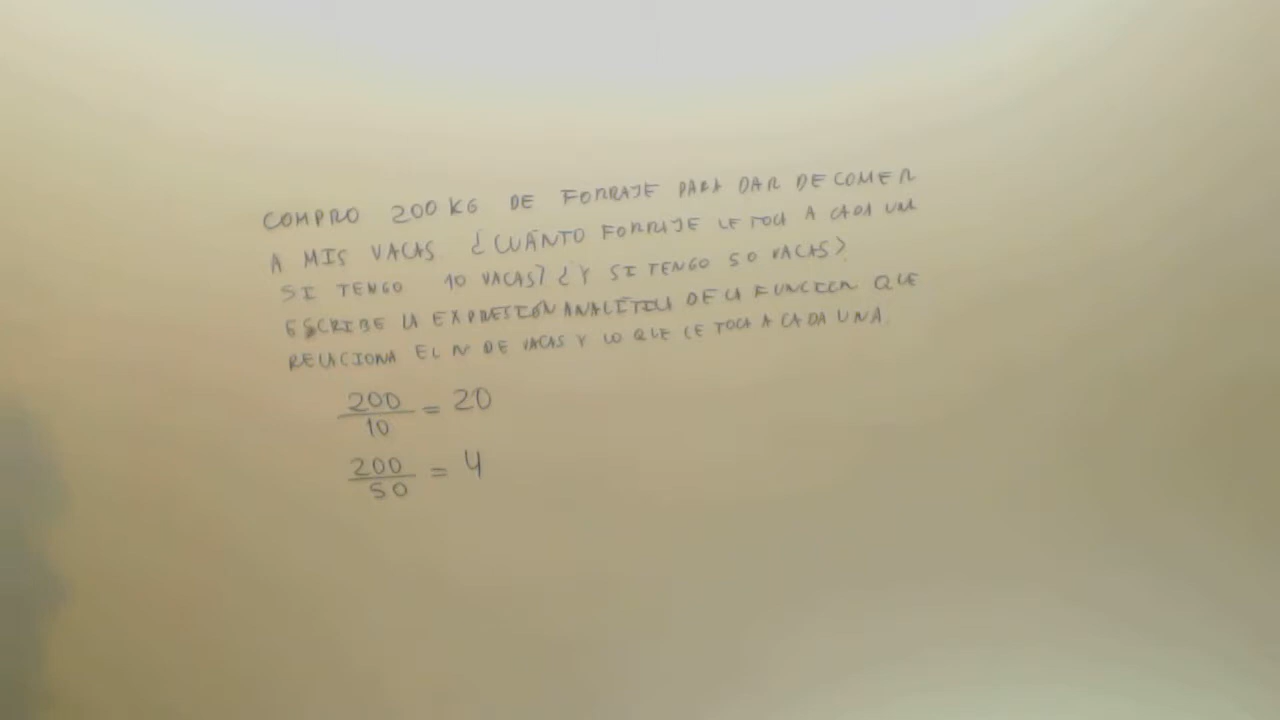 COMPRO 200 KG DE FORRAJE PARA DAR DE COMER
A MIS VACAS ¿CUÁNTO FORRAJE LE TOCA A CADA UNA
SI TENGO 10 VACAS? ¿Y SI TENGO 50 VACAS?
ESCRIBE LA EXPRESIÓN ANALÍTICA DE LA FUNCION QUE
RELACIONA EL Nº DE VACAS Y LO QUE LE TOCA A CADA UNA.
200/10 = 20
200/50 = 4